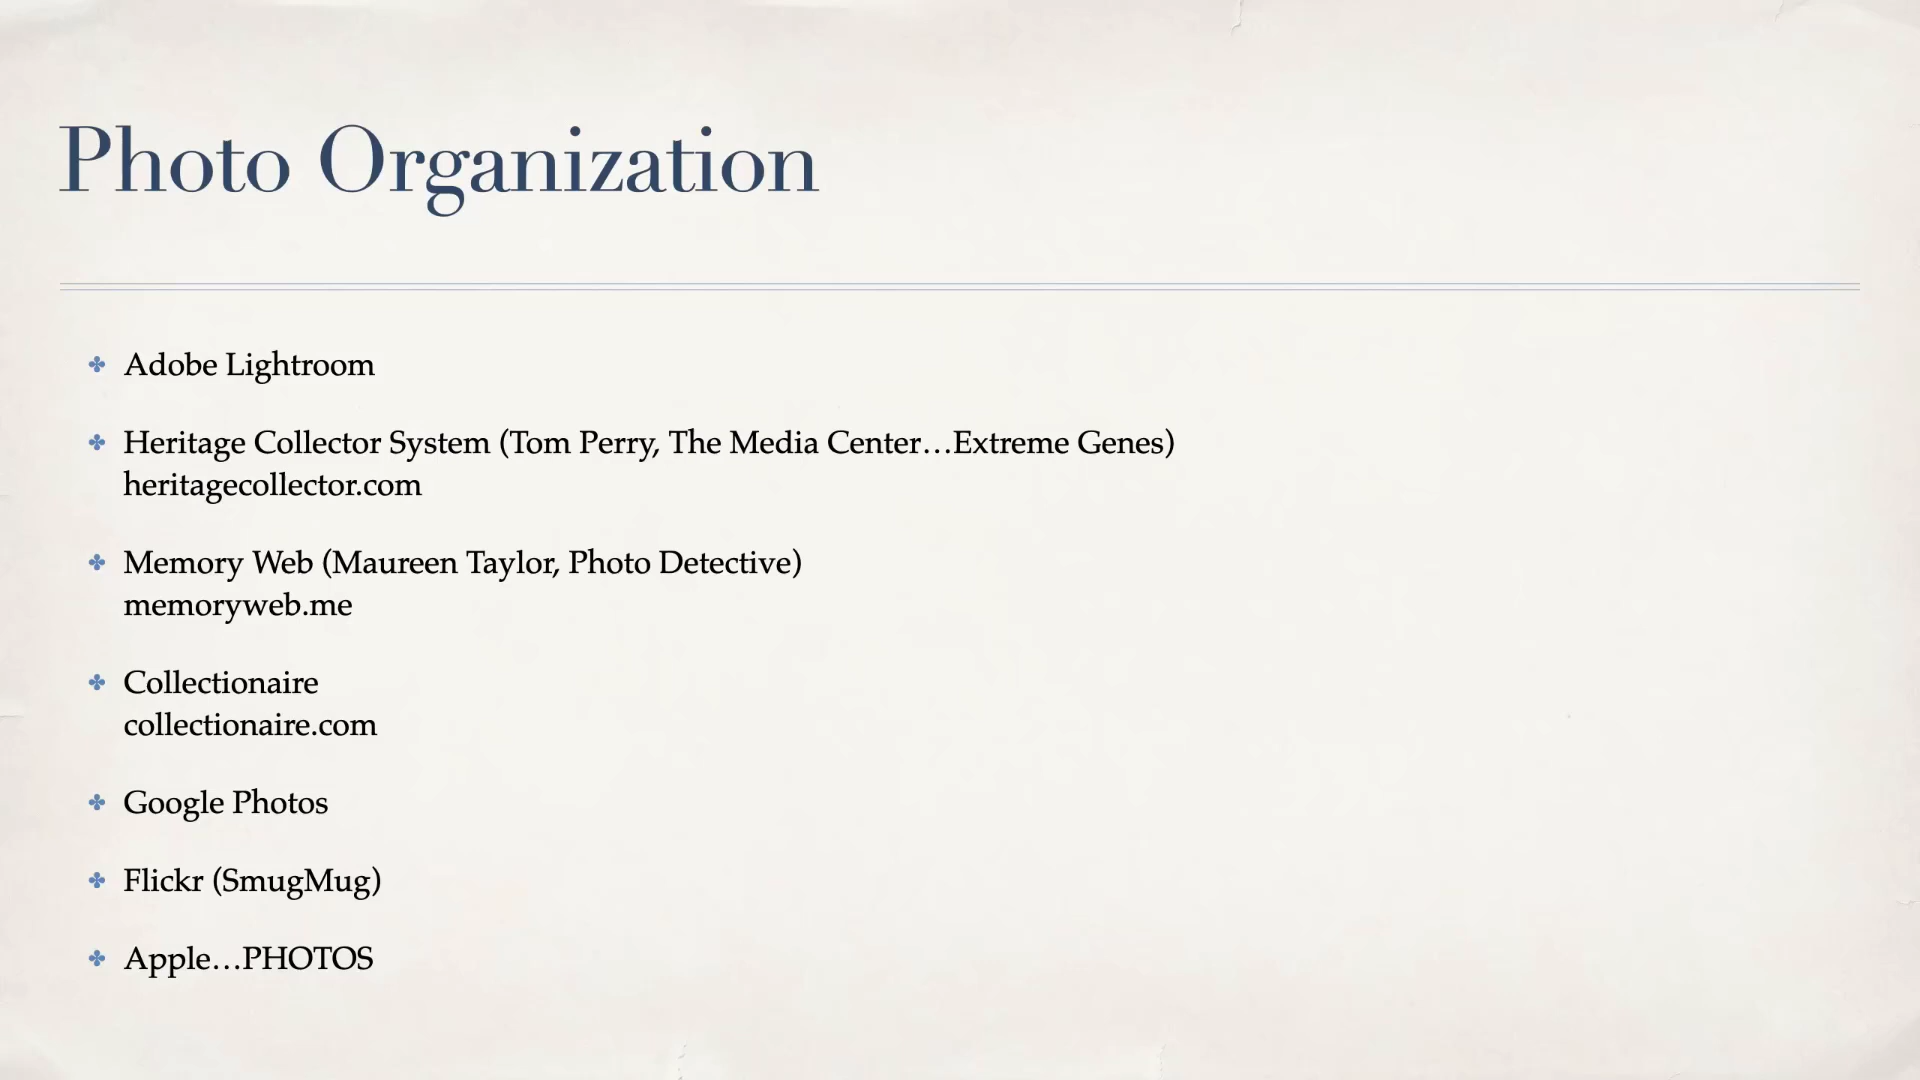 Photo Organization
Adobe Lightroom
Heritage Collector System (Tom Perry, The Media Center…Extreme Genes)
heritagecollector.com
Memory Web (Maureen Taylor, Photo Detective)
memoryweb.me
Collectionaire
collectionaire.com
Google Photos
Flickr (SmugMug)
Apple…PHOTOS